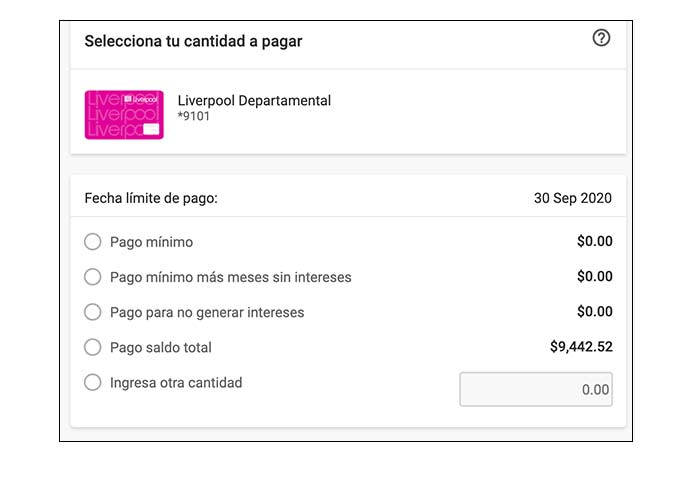 Selecciona tu cantidad a pagar
Liverpool
Liverpool
Liverpool
Liverpool Departamental
*9101
Fecha límite de pago: 30 Sep 2020
Pago mínimo $0.00
Pago mínimo más meses sin intereses $0.00
Pago para no generar intereses $0.00
Pago saldo total $9,442.52
Ingresa otra cantidad 0.00